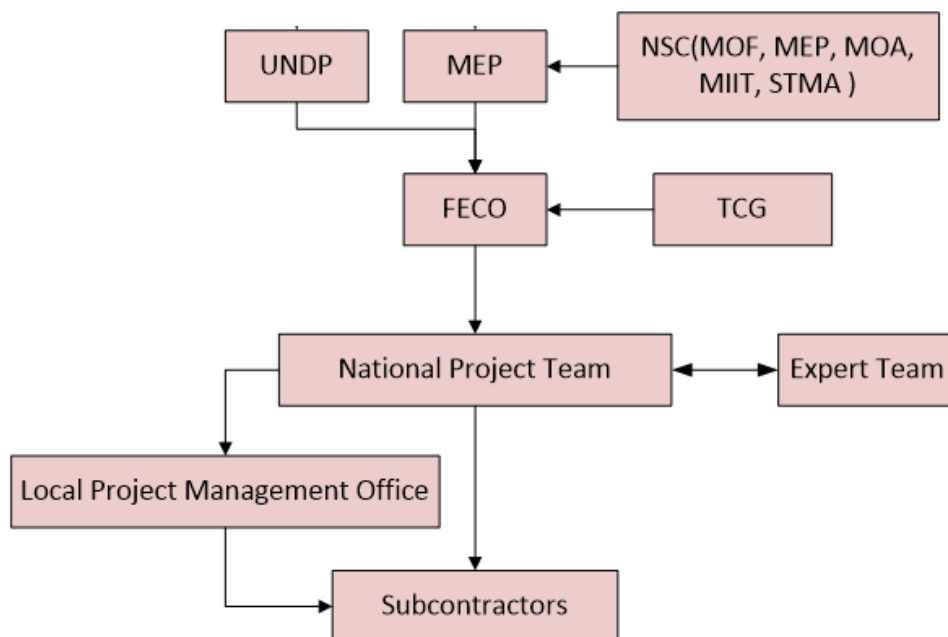 UNDP
MEP
NSC(MOF, MEP, MOA,
MIIT, STMA )
FECO
TCG
National Project Team
Expert Team
Local Project Management Office
Subcontractors